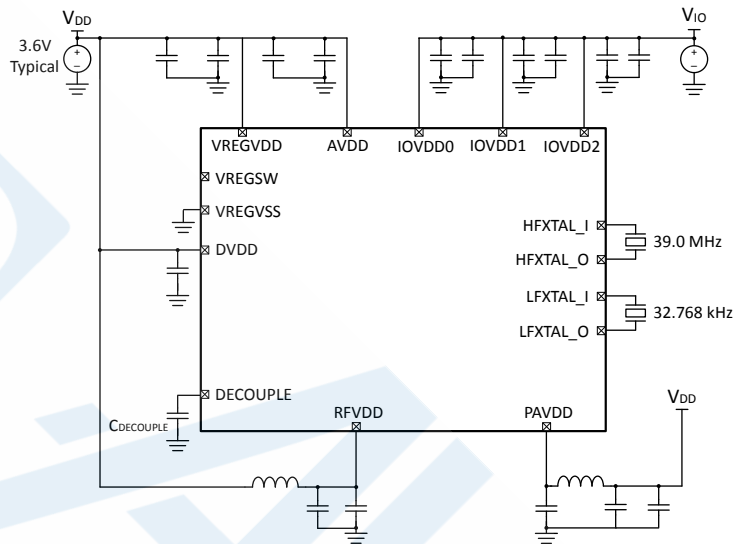 VDD
VIO
3.6V
Typical
VREGVDD
AVDD
IOVDD0
IOVDD1
IOVDD2
VREGSW
VREGVSS
HFXTAL_I
39.0 MHz
DVDD
HFXTAL_O
LFXTAL_I
32.768 kHz
LFXTAL_O
DECOUPLE
CDECOUPLE
RFVDD
PAVDD
VDD